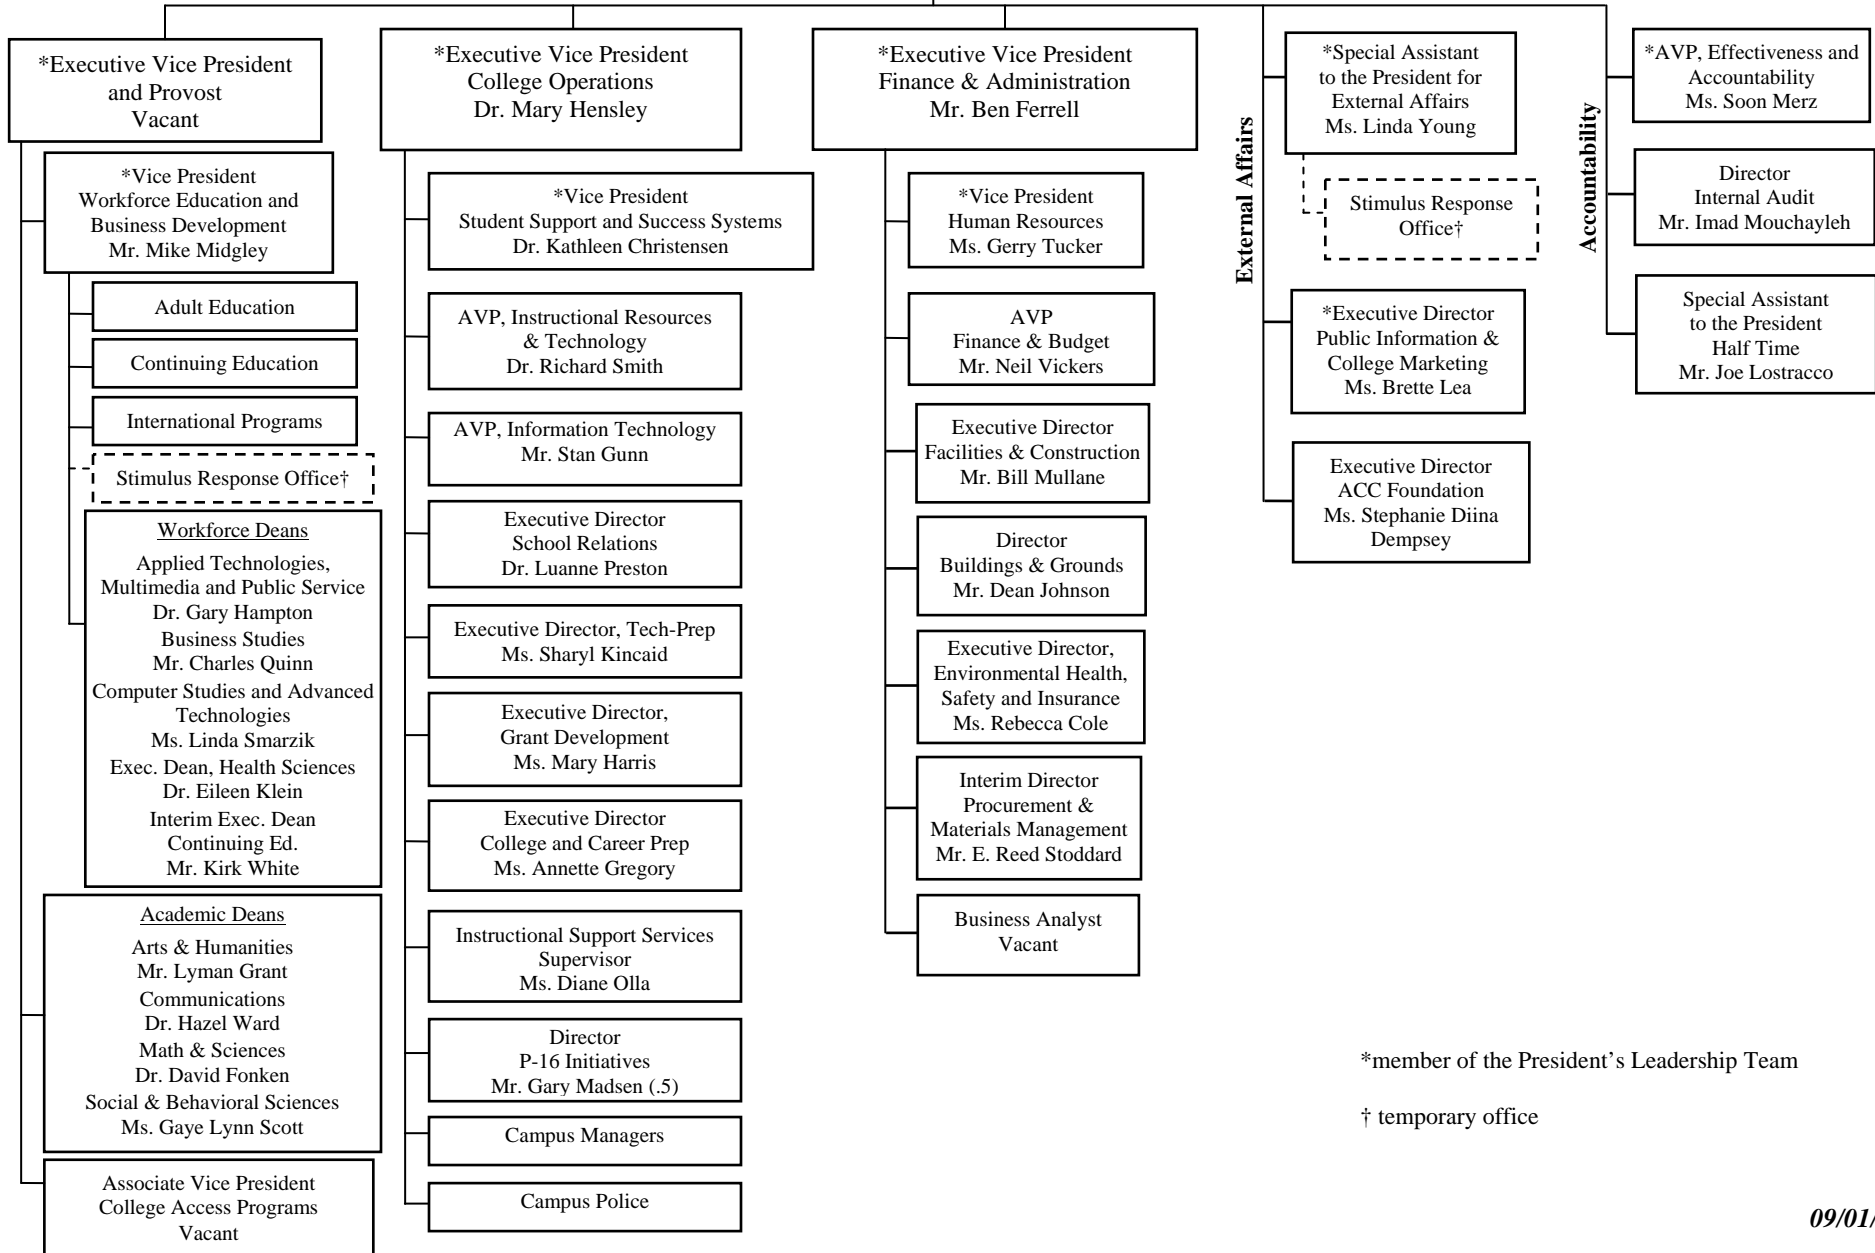 *Executive Vice President
and Provost
Vacant
*Vice President
Workforce Education and
Business Development
Mr. Mike Midgley
Adult Education
Continuing Education
International Programs
Stimulus Response Office†
Workforce Deans
Applied Technologies,
Multimedia and Public Service
Dr. Gary Hampton
Business Studies
Mr. Charles Quinn
Computer Studies and Advanced
Technologies
Ms. Linda Smarzik
Exec. Dean, Health Sciences
Dr. Eileen Klein
Interim Exec. Dean
Continuing Ed.
Mr. Kirk White
Academic Deans
Arts & Humanities
Mr. Lyman Grant
Communications
Dr. Hazel Ward
Math & Sciences
Dr. David Fonken
Social & Behavioral Sciences
Ms. Gaye Lynn Scott
Associate Vice President
College Access Programs
Vacant
*Executive Vice President
College Operations
Dr. Mary Hensley
*Vice President
Student Support and Success Systems
Dr. Kathleen Christensen
AVP, Instructional Resources
& Technology
Dr. Richard Smith
AVP, Information Technology
Mr. Stan Gunn
Executive Director
School Relations
Dr. Luanne Preston
Executive Director, Tech-Prep
Ms. Sharyl Kincaid
Executive Director,
Grant Development
Ms. Mary Harris
Executive Director
College and Career Prep
Ms. Annette Gregory
Instructional Support Services
Supervisor
Ms. Diane Olla
Director
P-16 Initiatives
Mr. Gary Madsen (.5)
Campus Managers
Campus Police
*Executive Vice President
Finance & Administration
Mr. Ben Ferrell
*Vice President
Human Resources
Ms. Gerry Tucker
AVP
Finance & Budget
Mr. Neil Vickers
Executive Director
Facilities & Construction
Mr. Bill Mullane
Director
Buildings & Grounds
Mr. Dean Johnson
Executive Director,
Environmental Health,
Safety and Insurance
Ms. Rebecca Cole
Interim Director
Procurement &
Materials Management
Mr. E. Reed Stoddard
Business Analyst
Vacant
External Affairs
*Special Assistant
to the President for
External Affairs
Ms. Linda Young
Stimulus Response
Office†
*Executive Director
Public Information &
College Marketing
Ms. Brette Lea
Executive Director
ACC Foundation
Ms. Stephanie Diina
Dempsey
Accountability
*AVP, Effectiveness and
Accountability
Ms. Soon Merz
Director
Internal Audit
Mr. Imad Mouchayleh
Special Assistant
to the President
Half Time
Mr. Joe Lostracco
*member of the President’s Leadership Team
† temporary office
09/01/